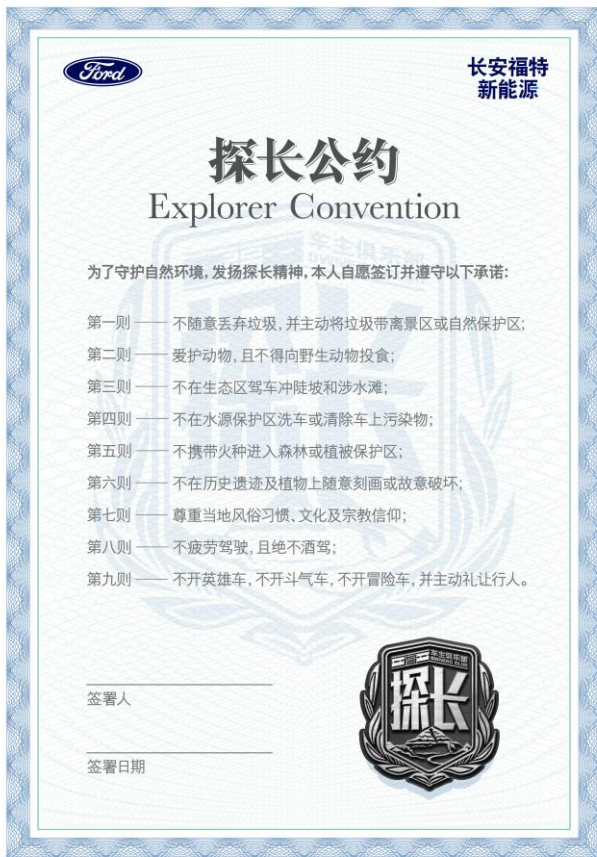 Ford
长安福特
新能源
探长公约
Explorer Convention
为了守护自然环境，发扬探长精神，本人自愿签订并遵守以下承诺：
第一则 —— 不随意丢弃垃圾，并主动将垃圾带离景区或自然保护区；
第二则 —— 爱护动物，且不得向野生动物投食；
第三则 —— 不在生态区驾车冲陡坡和涉水滩；
第四则 —— 不在水源保护区洗车或清除车上污染物；
第五则 —— 不携带火种进入森林或植被保护区；
第六则 —— 不在历史遗迹及植物上随意刻画或故意破坏；
第七则 —— 尊重当地风俗习惯、文化及宗教信仰；
第八则 —— 不疲劳驾驶，且绝不酒驾；
第九则 —— 不开英雄车，不开斗气车，不开冒险车，并主动礼让行人。
签署人
签署日期
车主俱乐部
OWNERS CLUB
探长